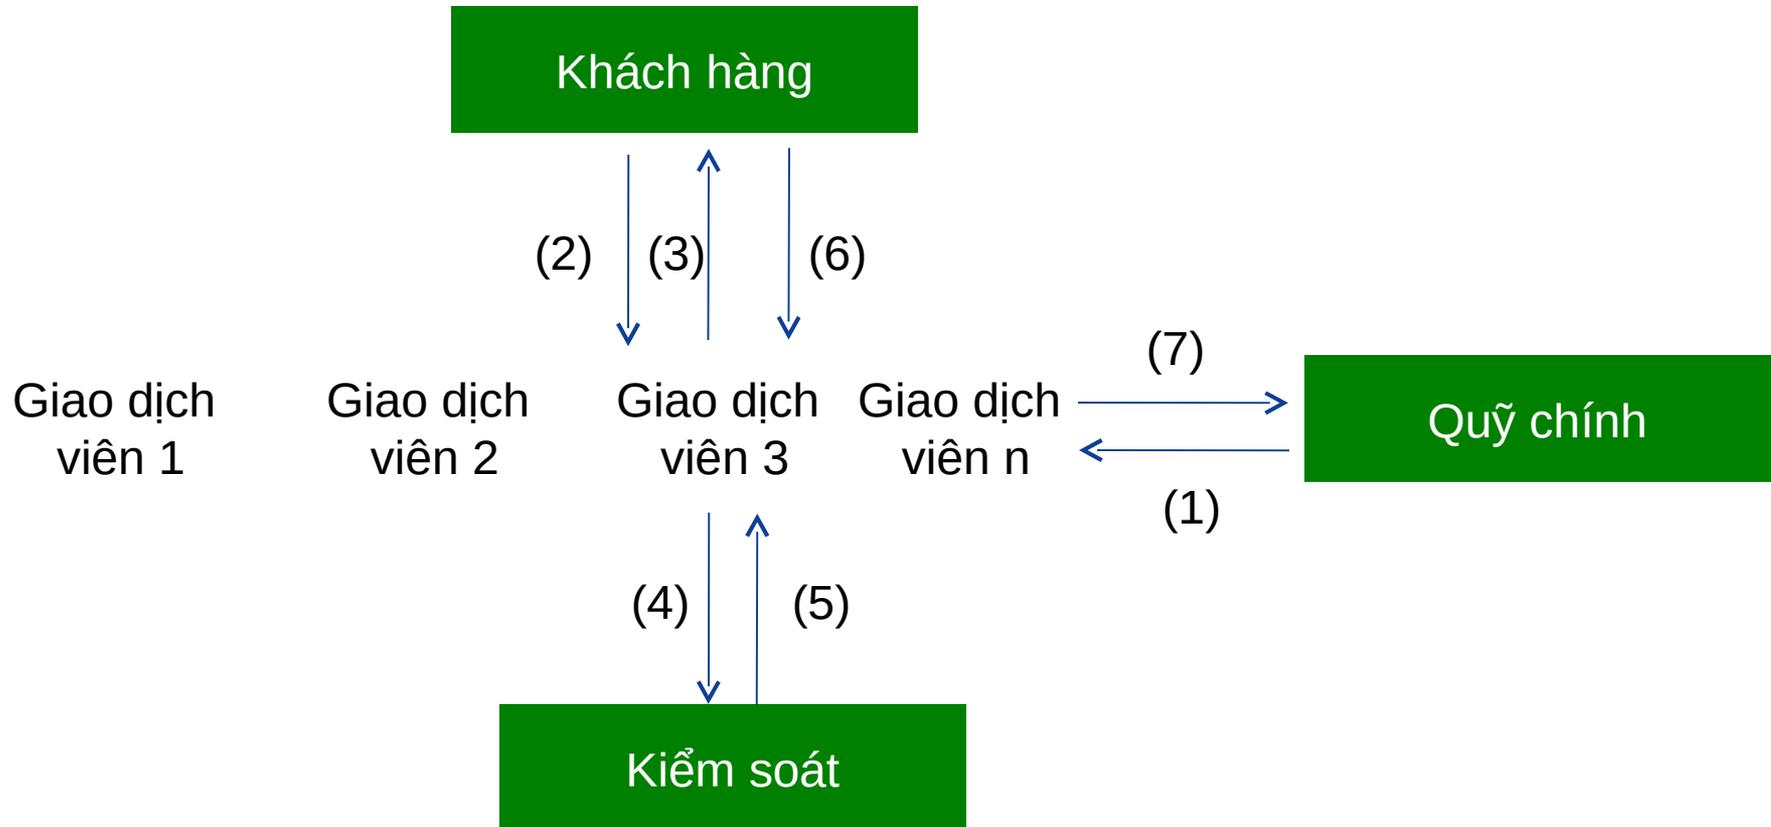 Khách hàng
(2)
(3)
(6)
(7)
Giao dịch
viên 1
Giao dịch
viên 2
Giao dịch
viên 3
Giao dịch
viên n
Quỹ chính
(1)
(4)
(5)
Kiểm soát